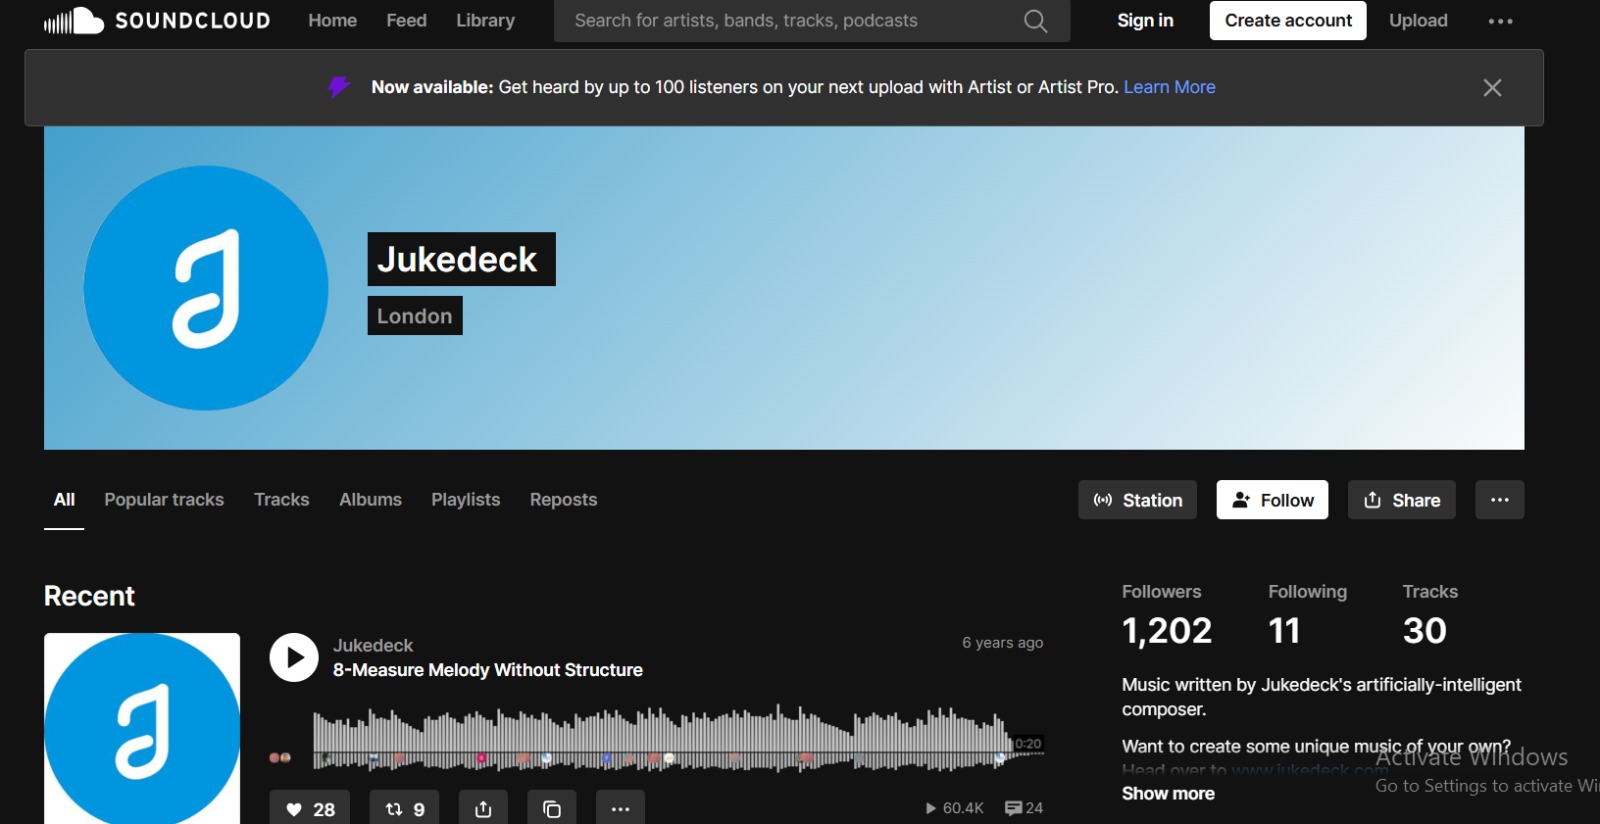 SOUNDCLOUD Home Feed Library Search for artists, bands, tracks, podcasts Sign in Create account Upload
Now available: Get heard by up to 100 listeners on your next upload with Artist or Artist Pro. Learn More
Jukedeck
London
All Popular tracks Tracks Albums Playlists Reposts Station Follow Share
Recent
Followers Following Tracks
1,202 11 30
Jukedeck 6 years ago
8-Measure Melody Without Structure
Music written by Jukedeck's artificially-intelligent
composer.
0:20
Want to create some unique music of your own?
Head over to www.jukedeck.com
Activate Windows
Go to Settings to activate Wi
Show more
28 9 60.4K 24